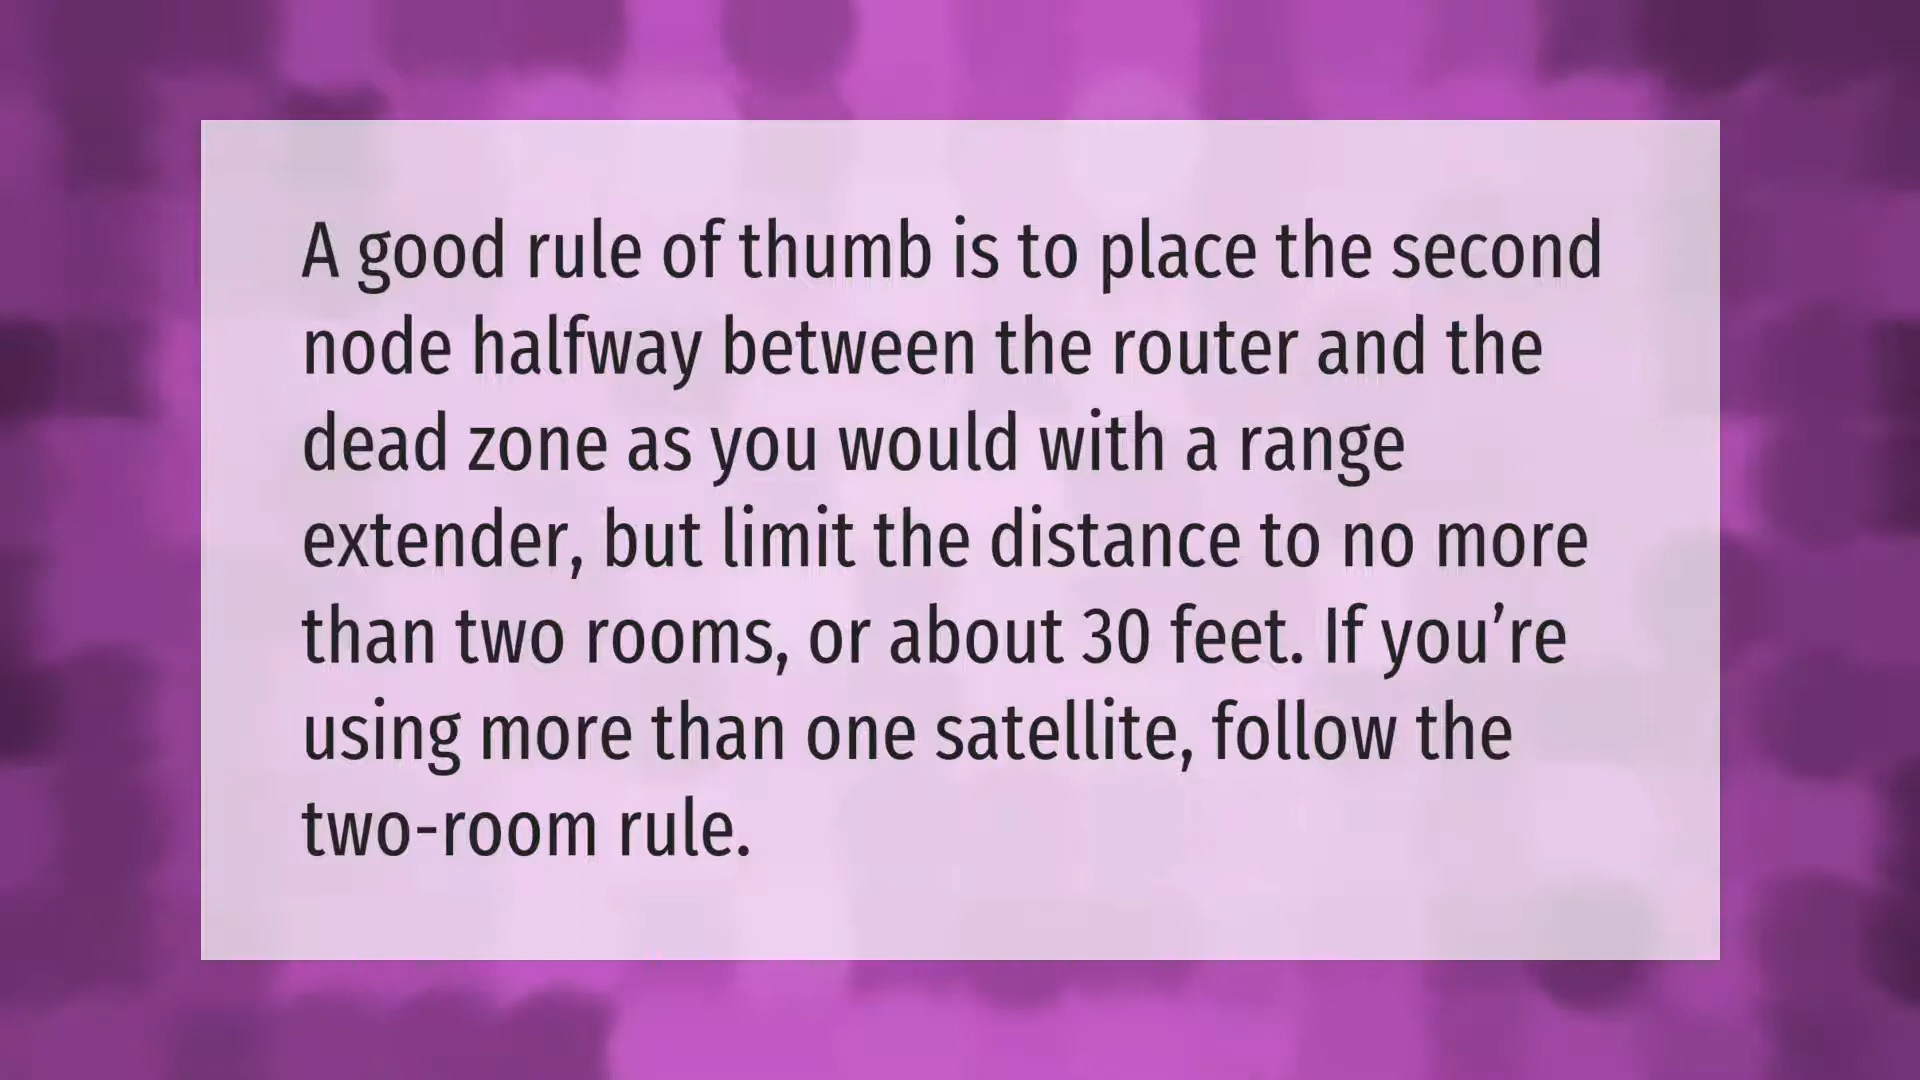 A good rule of thumb is to place the second
node halfway between the router and the
dead zone as you would with a range
extender, but limit the distance to no more
than two rooms, or about 30 feet. If you’re
using more than one satellite, follow the
two-room rule.